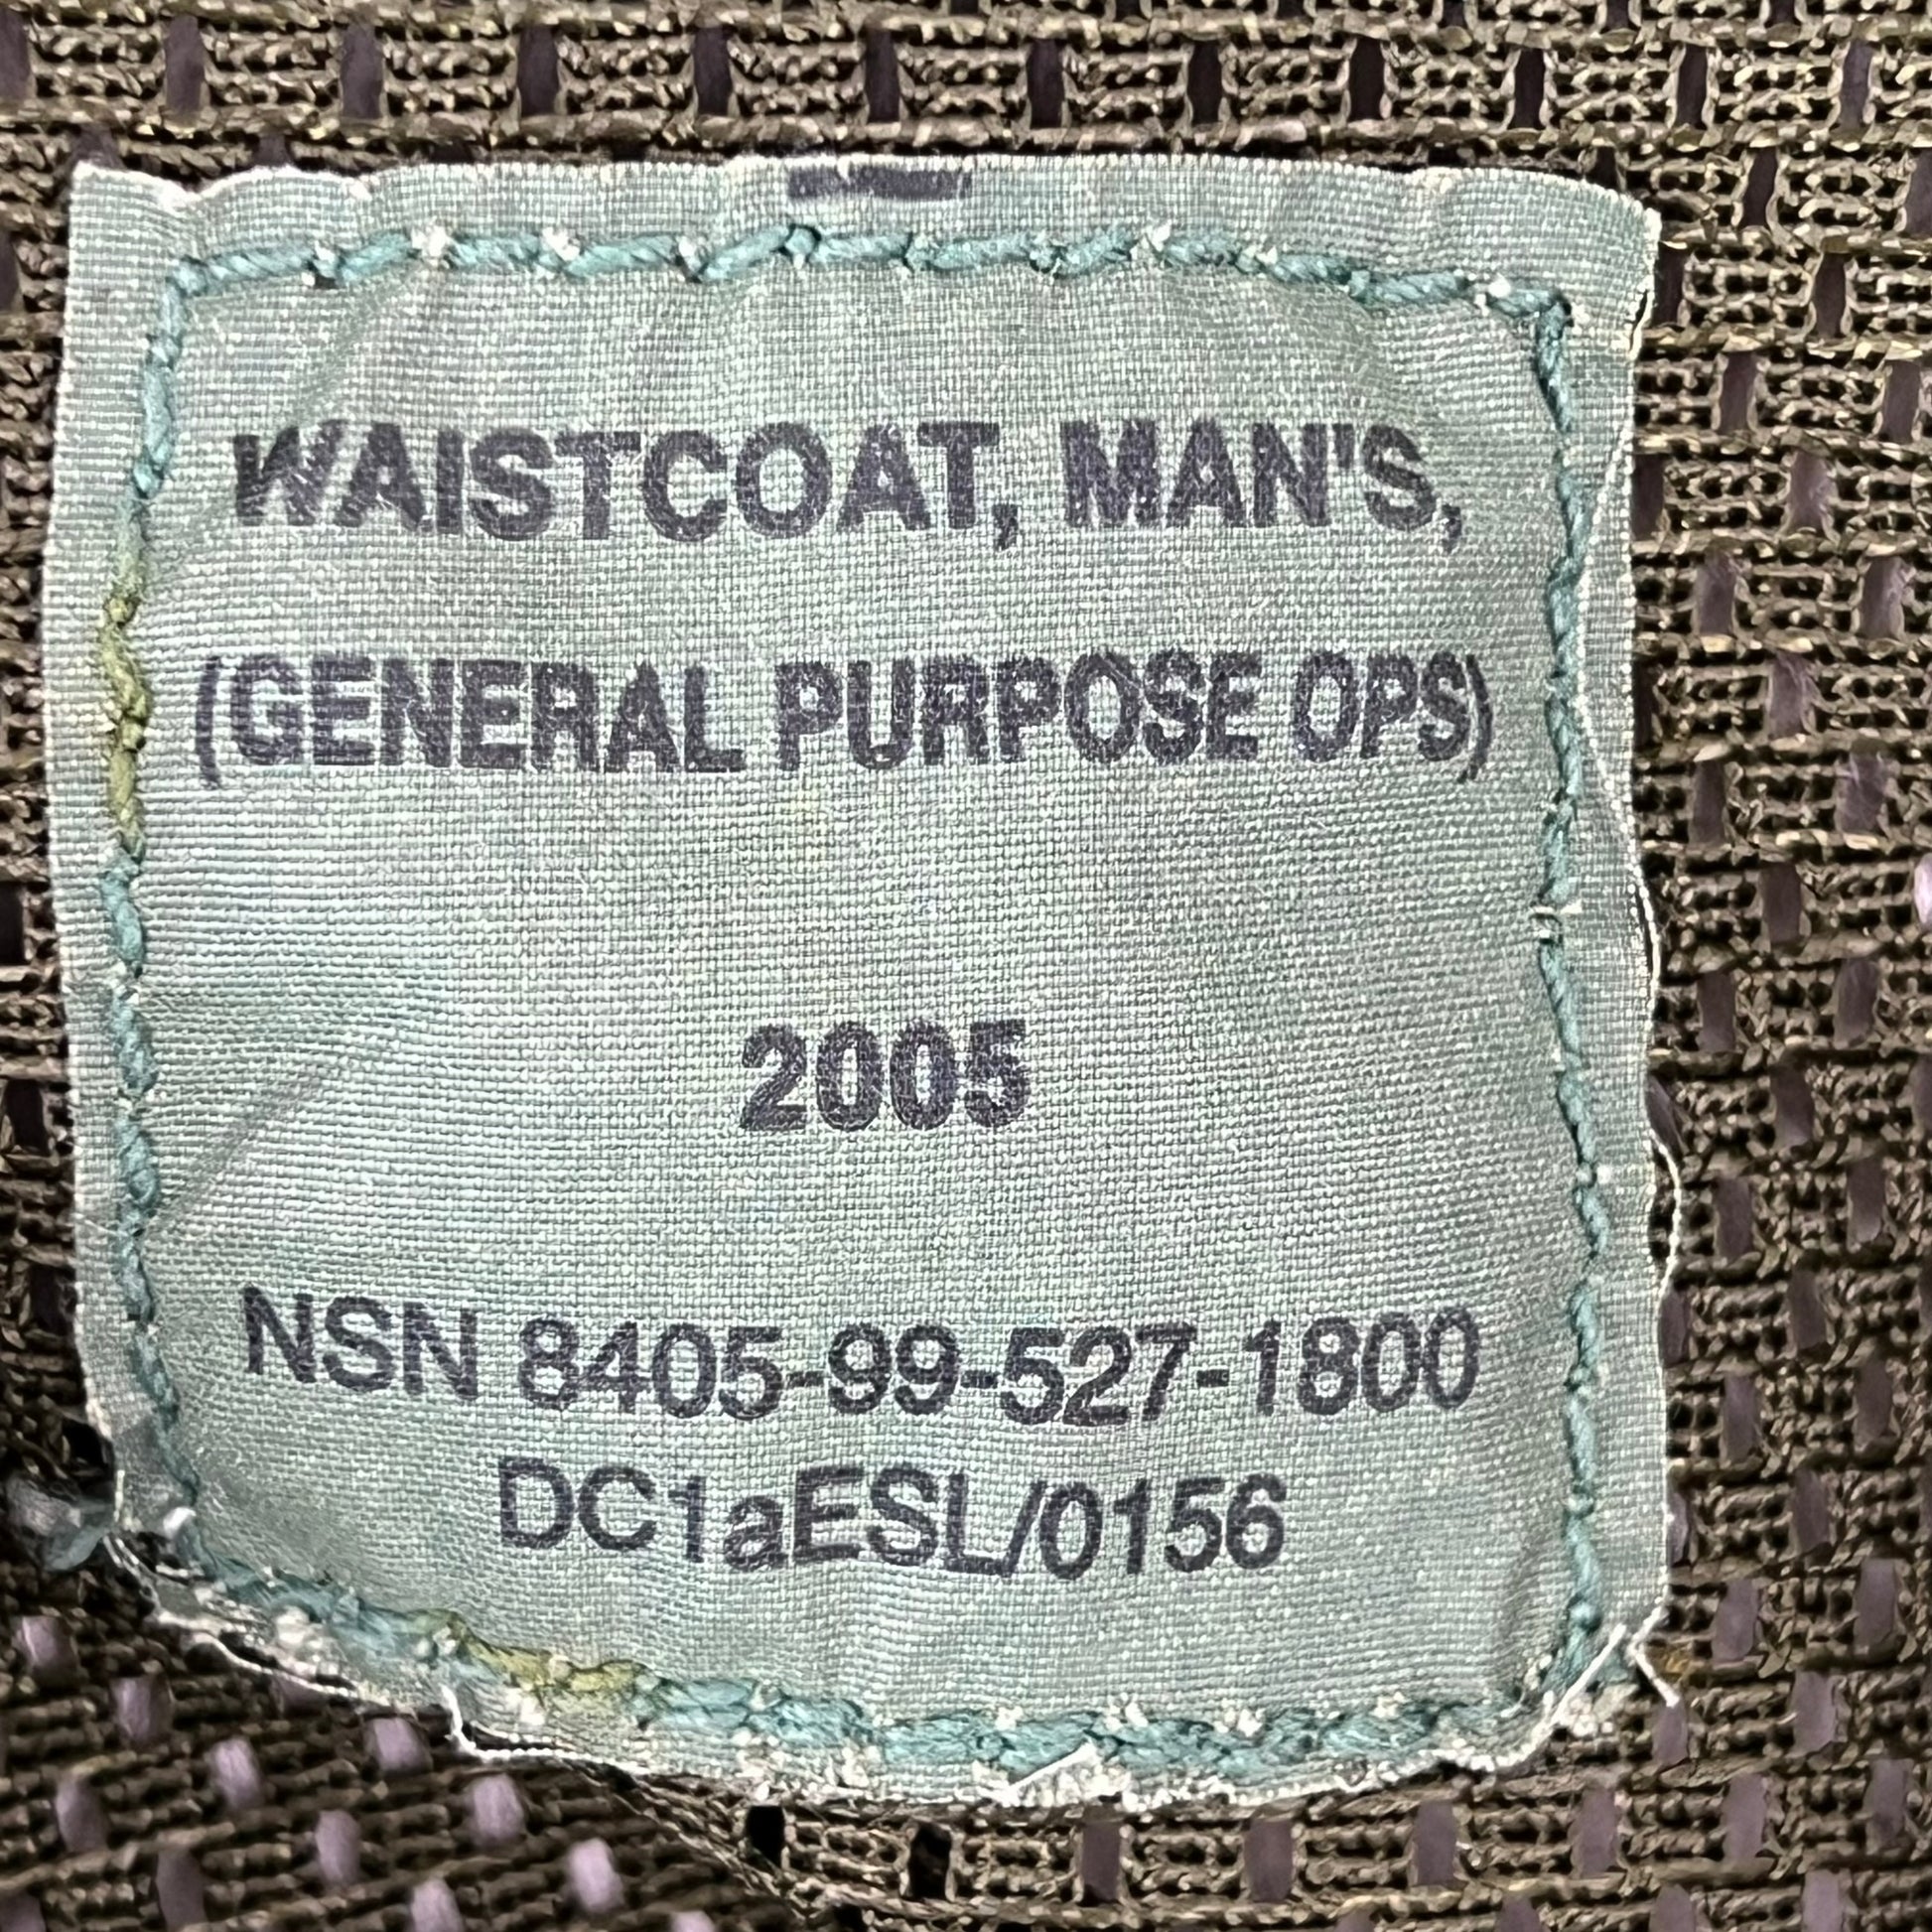 WAISTCOAT, MAN'S,
(GENERAL PURPOSE OPS)
2005
NSN 8405-99-527-1800
DC1aESL/0156